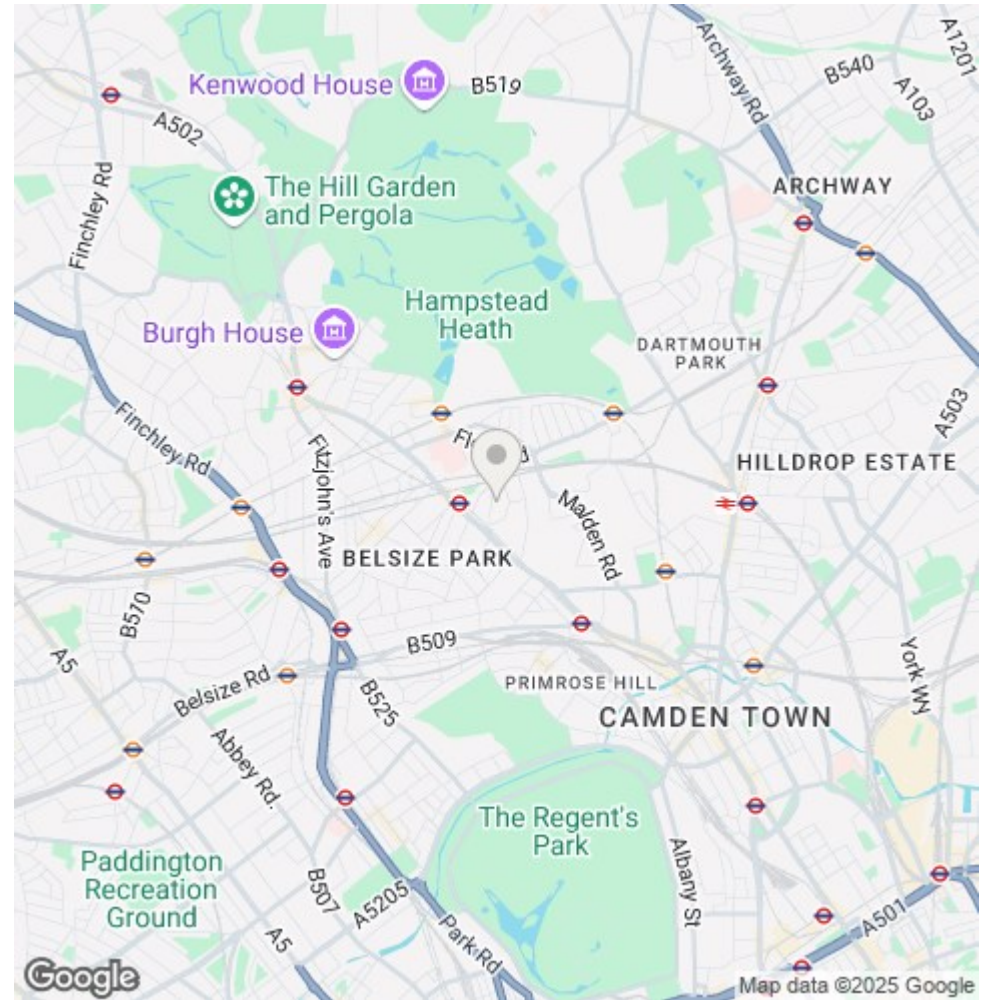 A1201
Archway Rd
B540
A103
Kenwood House
B519
A502
Finchley Rd
The Hill Garden
and Pergola
ARCHWAY
Hampstead
Heath
Burgh House
DARTMOUTH
PARK
A503
Finchley Rd
Fitzjohn's Ave
HILLDROP ESTATE
Malden Rd
BELSIZE PARK
B510
B509
A5
York Wy
Belsize Rd
PRIMROSE HILL
B525
CAMDEN TOWN
Abbey Rd.
The Regent's
Park
Albany St
Paddington
Recreation
Ground
B507
A5205
A501
Park Rd
A5
Google
Map data ©2025 Google